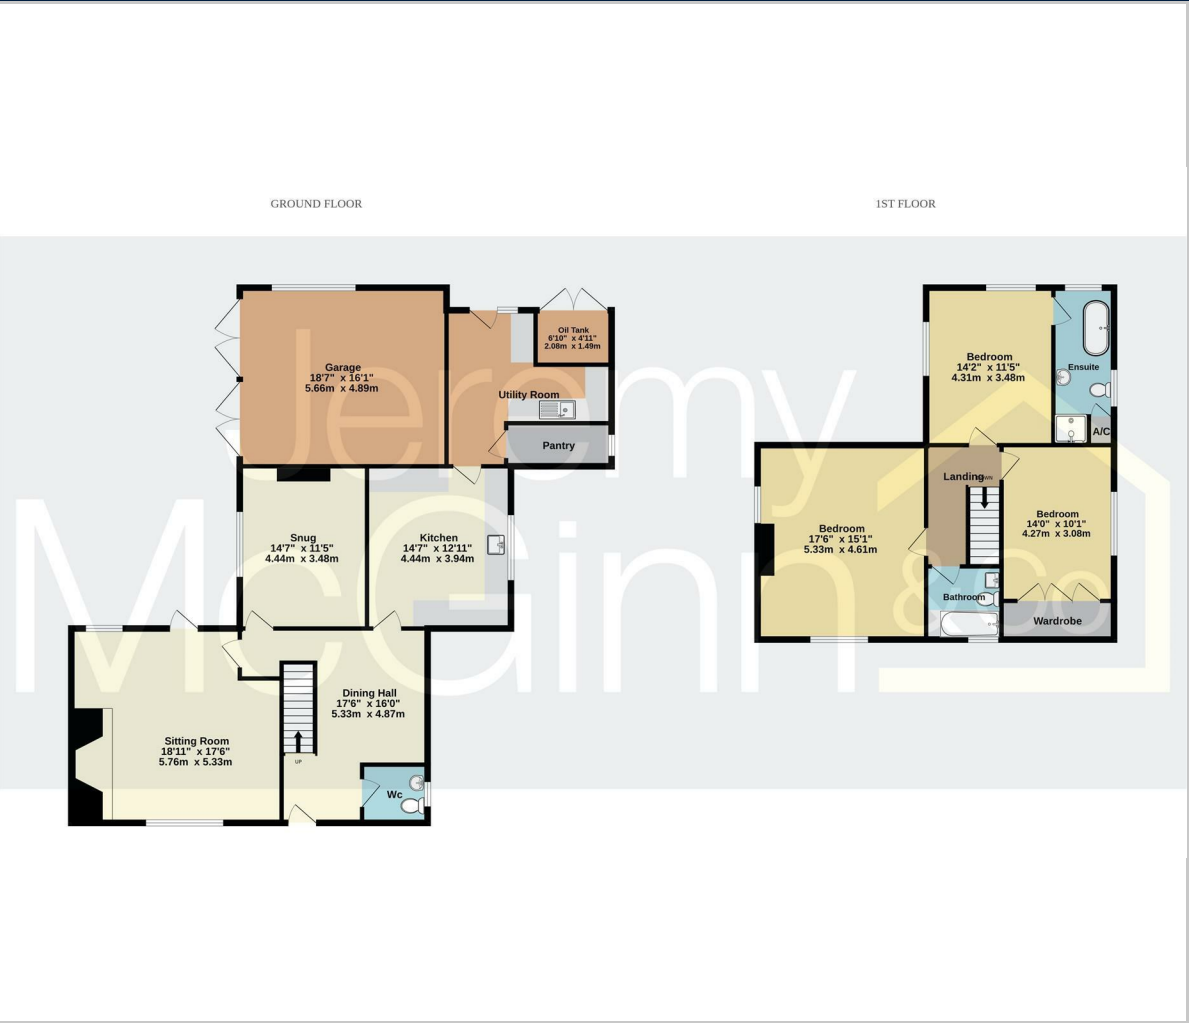 GROUND FLOOR
1ST FLOOR
Jeremy
McGinn
&Co
Garage
18'7" x 16'1"
5.66m x 4.89m
Oil Tank
6'10" x 4'11"
2.08m x 1.49m
Utility Room
Pantry
Snug
14'7" x 11'5"
4.44m x 3.48m
Kitchen
14'7" x 12'11"
4.44m x 3.94m
Dining Hall
17'6" x 16'0"
5.33m x 4.87m
Sitting Room
18'11" x 17'6"
5.76m x 5.33m
UP
Wc
Bedroom
14'2" x 11'5"
4.31m x 3.48m
Ensuite
A/C
Landing
Bedroom
17'6" x 15'1"
5.33m x 4.61m
Bedroom
14'0" x 10'1"
4.27m x 3.08m
Bathroom
Wardrobe